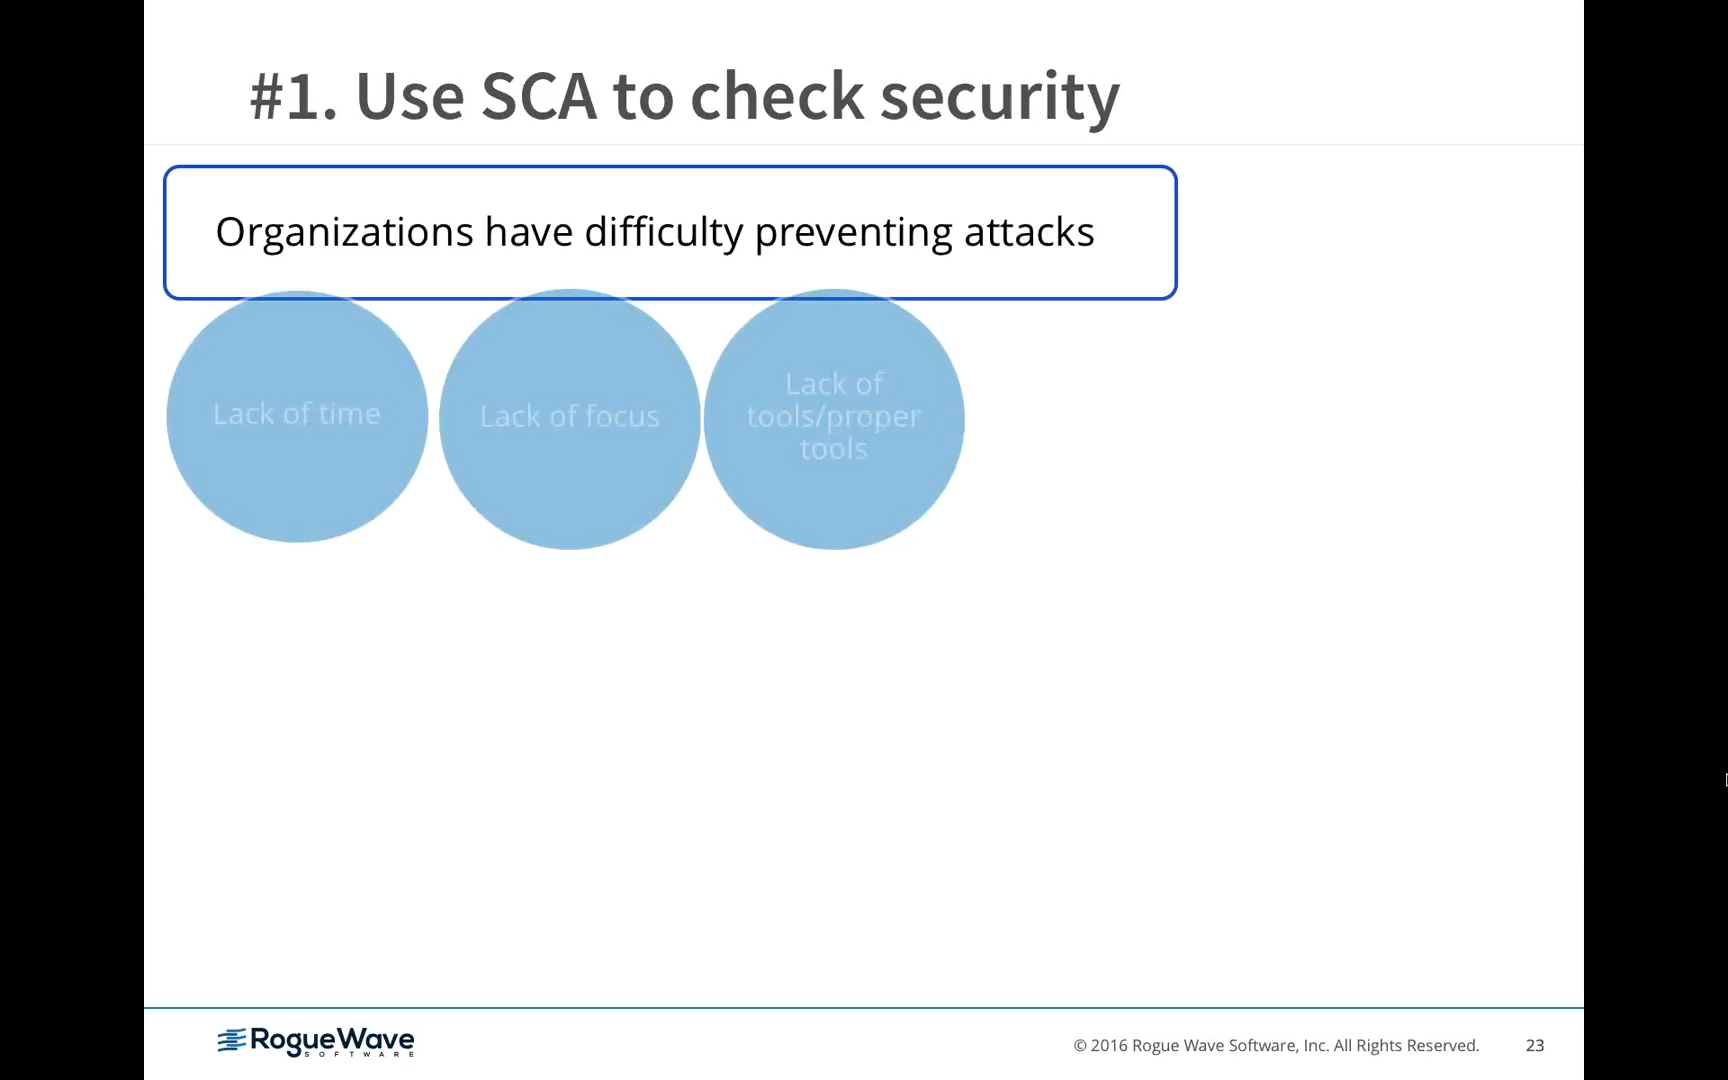 #1. Use SCA to check security
Organizations have difficulty preventing attacks
Lack of time
Lack of focus
Lack of
tools/proper
tools
RogueWave
SOFTWARE
© 2016 Rogue Wave Software, Inc. All Rights Reserved.
23